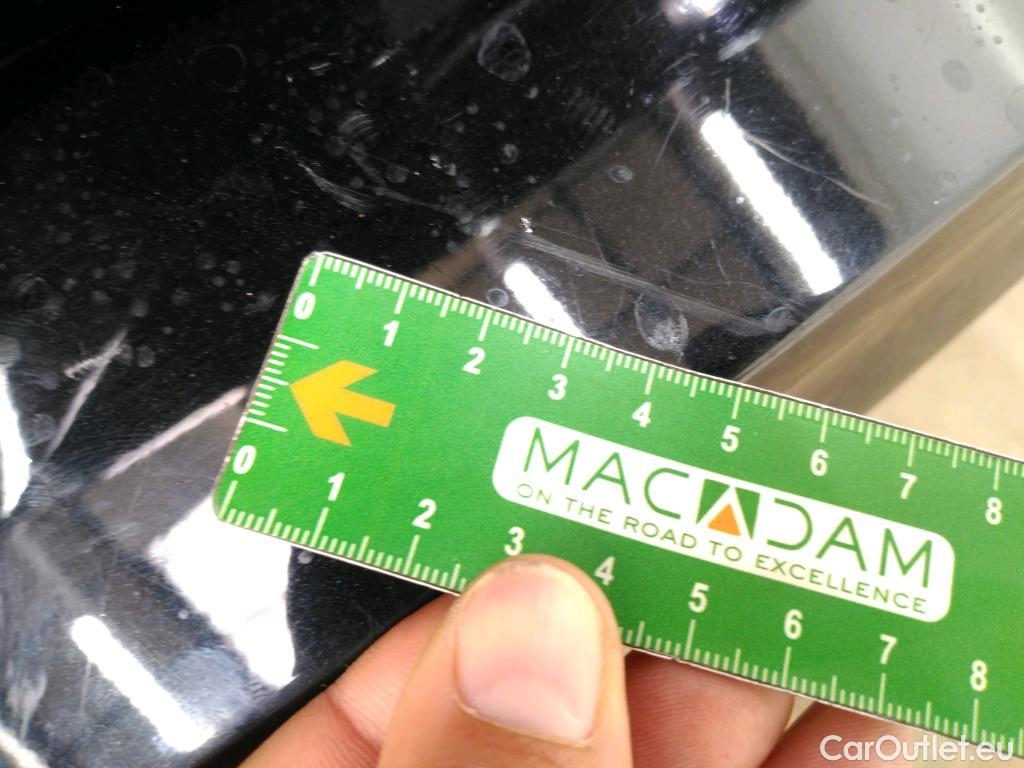 0 1 2 3 4 5 6 7 8
MACADAM
ON THE ROAD TO EXCELLENCE
0 1 2 3 4 5 6 7 8
CarOutlet.eu